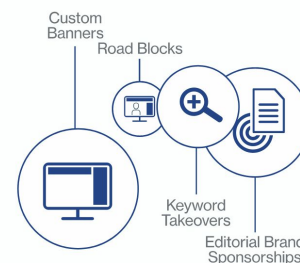 Custom
Banners
Road Blocks
Keyword
Takeovers
Editorial Brand
Sponsorships